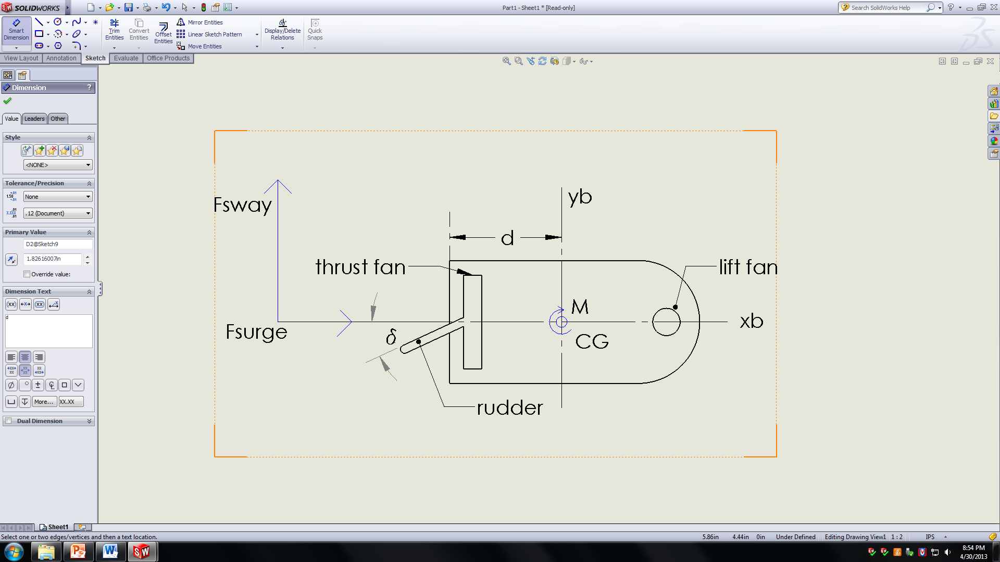 SOLIDWORKS
Part1 - Sheet1 * [Read-only]
Search SolidWorks Help
Smart
Dimension
Trim
Entities
Convert
Entities
Offset
Entities
Mirror Entities
Linear Sketch Pattern
Move Entities
Display/Delete
Relations
Quick
Snaps
View Layout
Annotation
Sketch
Evaluate
Office Products
Dimension
?
Value
Leaders
Other
Style
<NONE>
Tolerance/Precision
None
.12 (Document)
Primary Value
D2@Sketch9
1.82616007in
Override value:
Dimension Text
d
More...
XX.XX
Dual Dimension
Fsway
yb
d
thrust fan
lift fan
M
Fsurge
δ
xb
CG
rudder
Sheet1
Select one or two edges/vertices and then a text location.
5.86in
4.44in
0in
Under Defined
Editing Drawing View1
1 : 2
IPS
8:54 PM
4/30/2013